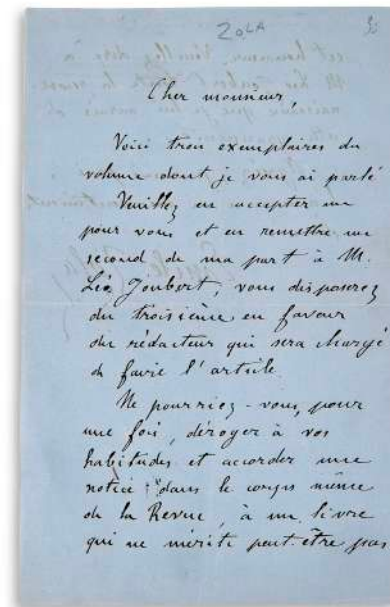 ZOLA
Cher monsieur,
Voici trois exemplaires du
volume dont je vous ai parlé
Veuillez en accepter un
pour vous et en remettre un
second de ma part à M.
Léo Joubert, vous disposerez
du troisième en faveur
du rédacteur qui sera chargé
de faire l'article.
Ne pourriez-vous, pour
une fois, déroger à vos
habitudes et accorder une
notice dans le corps même
de la Revue, à un livre
qui ne mérite peut-être pas